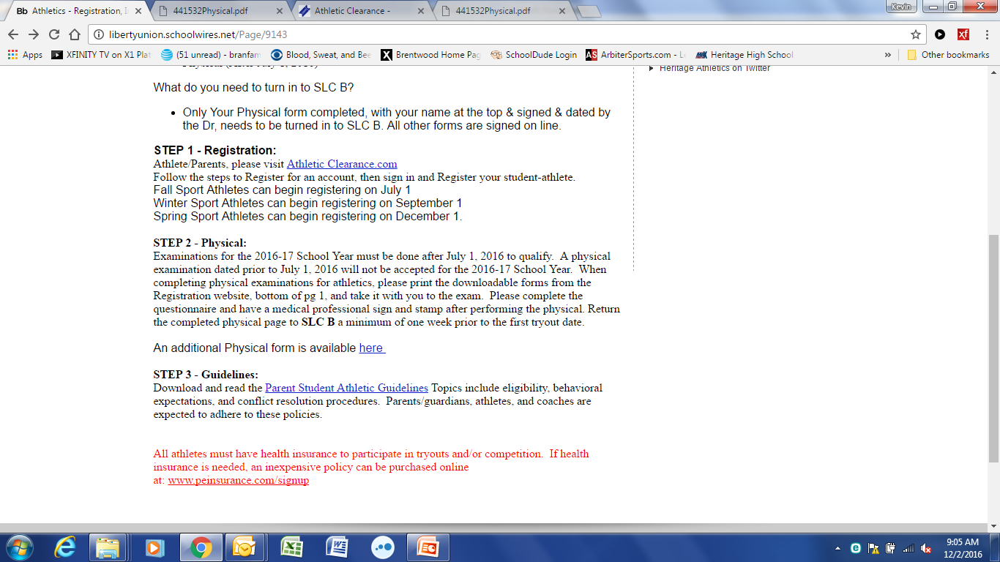 Kevin
Athletics - Registration, I
441532Physical.pdf
Athletic Clearance -
441532Physical.pdf
libertyunion.schoolwires.net/Page/9143
Apps
XFINITY TV on X1 Plat
(51 unread) - branfam
Blood, Sweat, and Bee
Brentwood Home Pag
SchoolDude Login
ArbiterSports.com - L
Heritage High School
»
Other bookmarks
Heritage Athletics on Twitter
What do you need to turn in to SLC B?
• Only Your Physical form completed, with your name at the top & signed & dated by
the Dr, needs to be turned in to SLC B. All other forms are signed on line.
STEP 1 - Registration:
Athlete/Parents, please visit Athletic Clearance.com
Follow the steps to Register for an account, then sign in and Register your student-athlete.
Fall Sport Athletes can begin registering on July 1
Winter Sport Athletes can begin registering on September 1
Spring Sport Athletes can begin registering on December 1.
STEP 2 - Physical:
Examinations for the 2016-17 School Year must be done after July 1, 2016 to qualify.  A physical
examination dated prior to July 1, 2016 will not be accepted for the 2016-17 School Year.  When
completing physical examinations for athletics, please print the downloadable forms from the
Registration website, bottom of pg 1, and take it with you to the exam.  Please complete the
questionnaire and have a medical professional sign and stamp after performing the physical. Return
the completed physical page to SLC B a minimum of one week prior to the first tryout date.
An additional Physical form is available here
STEP 3 - Guidelines:
Download and read the Parent Student Athletic Guidelines Topics include eligibility, behavioral
expectations, and conflict resolution procedures.  Parents/guardians, athletes, and coaches are
expected to adhere to these policies.
All athletes must have health insurance to participate in tryouts and/or competition.  If health
insurance is needed, an inexpensive policy can be purchased online
at: www.peinsurance.com/signup
9:05 AM
12/2/2016